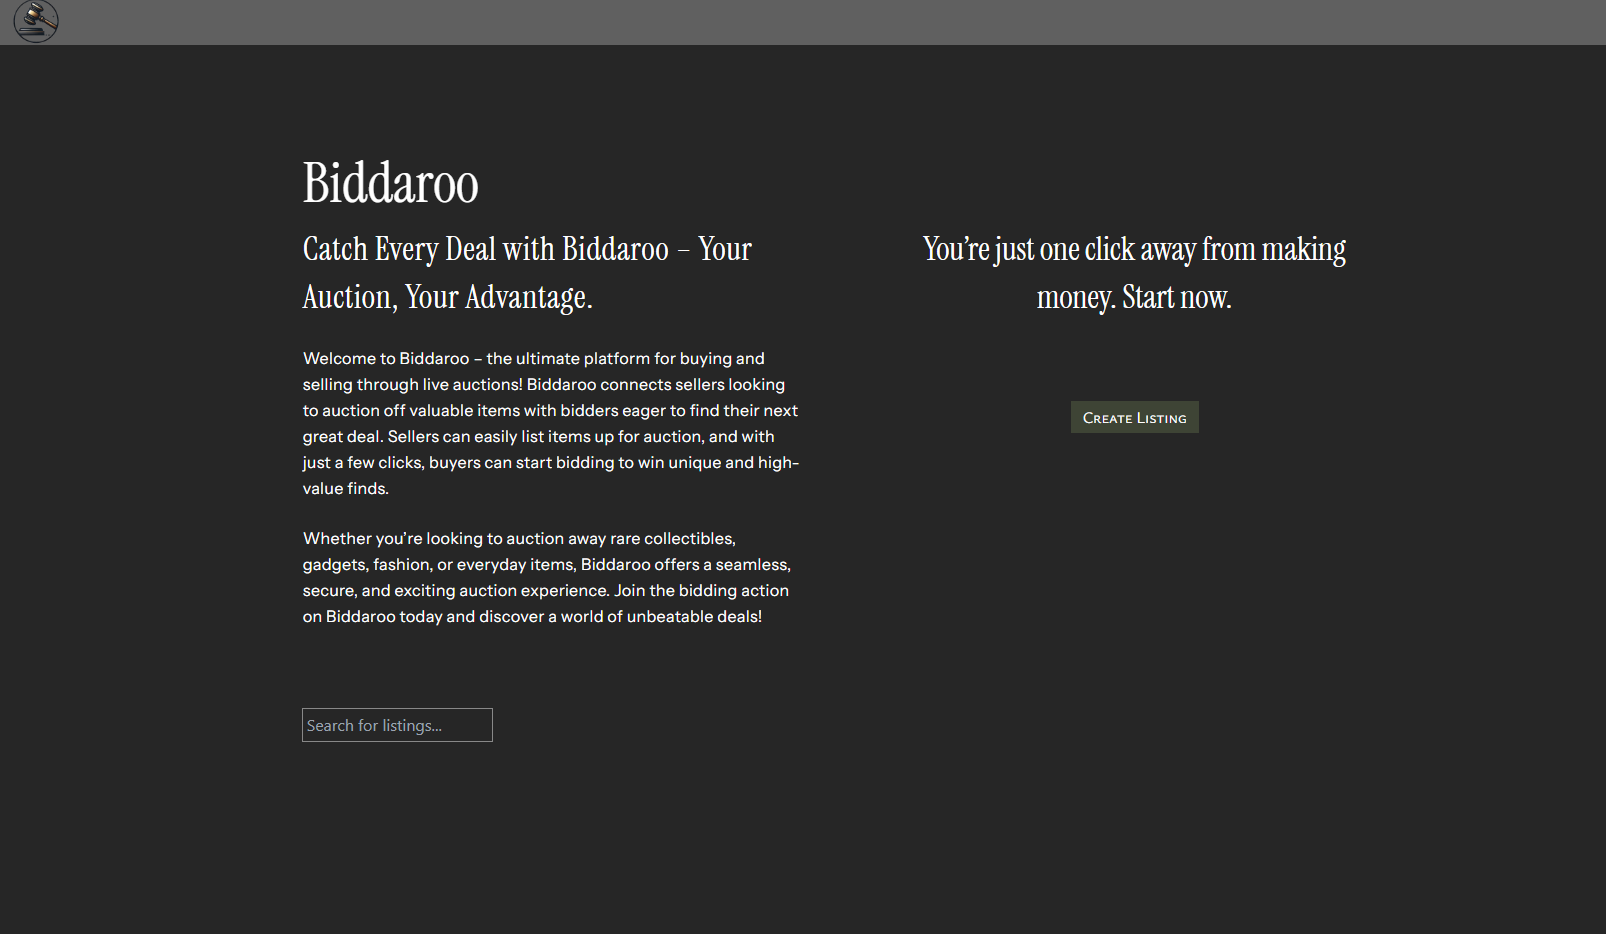 Biddaroo
Catch Every Deal with Biddaroo – Your
Auction, Your Advantage.
Welcome to Biddaroo – the ultimate platform for buying and
selling through live auctions! Biddaroo connects sellers looking
to auction off valuable items with bidders eager to find their next
great deal. Sellers can easily list items up for auction, and with
just a few clicks, buyers can start bidding to win unique and high-
value finds.
Whether you’re looking to auction away rare collectibles,
gadgets, fashion, or everyday items, Biddaroo offers a seamless,
secure, and exciting auction experience. Join the bidding action
on Biddaroo today and discover a world of unbeatable deals!
Search for listings...
You’re just one click away from making
money. Start now.
Create Listing